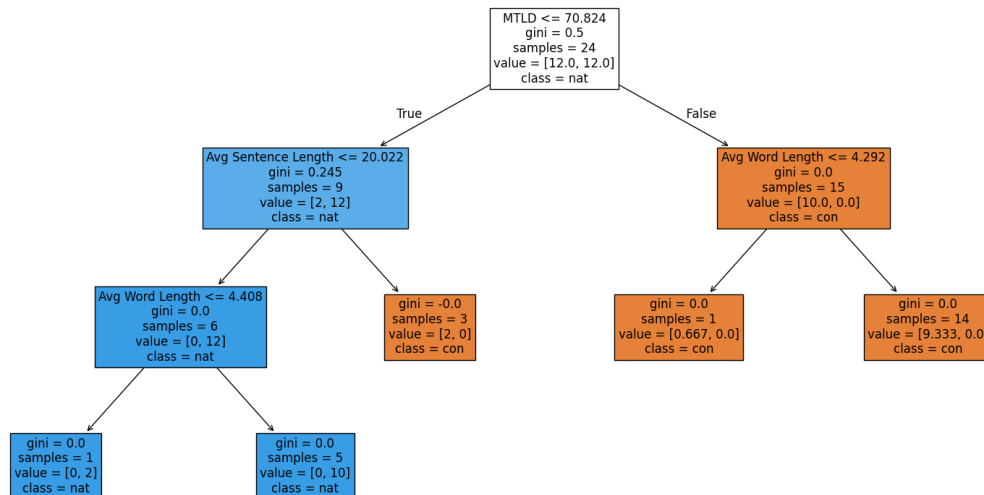 MTLD <= 70.824
gini = 0.5
samples = 24
value = [12.0, 12.0]
class = nat
True
False
Avg Sentence Length <= 20.022
gini = 0.245
samples = 9
value = [2, 12]
class = nat
Avg Word Length <= 4.292
gini = 0.0
samples = 15
value = [10.0, 0.0]
class = con
Avg Word Length <= 4.408
gini = 0.0
samples = 6
value = [0, 12]
class = nat
gini = -0.0
samples = 3
value = [2, 0]
class = con
gini = 0.0
samples = 1
value = [0.667, 0.0]
class = con
gini = 0.0
samples = 14
value = [9.333, 0.0
class = con
gini = 0.0
samples = 1
value = [0, 2]
class = nat
gini = 0.0
samples = 5
value = [0, 10]
class = nat